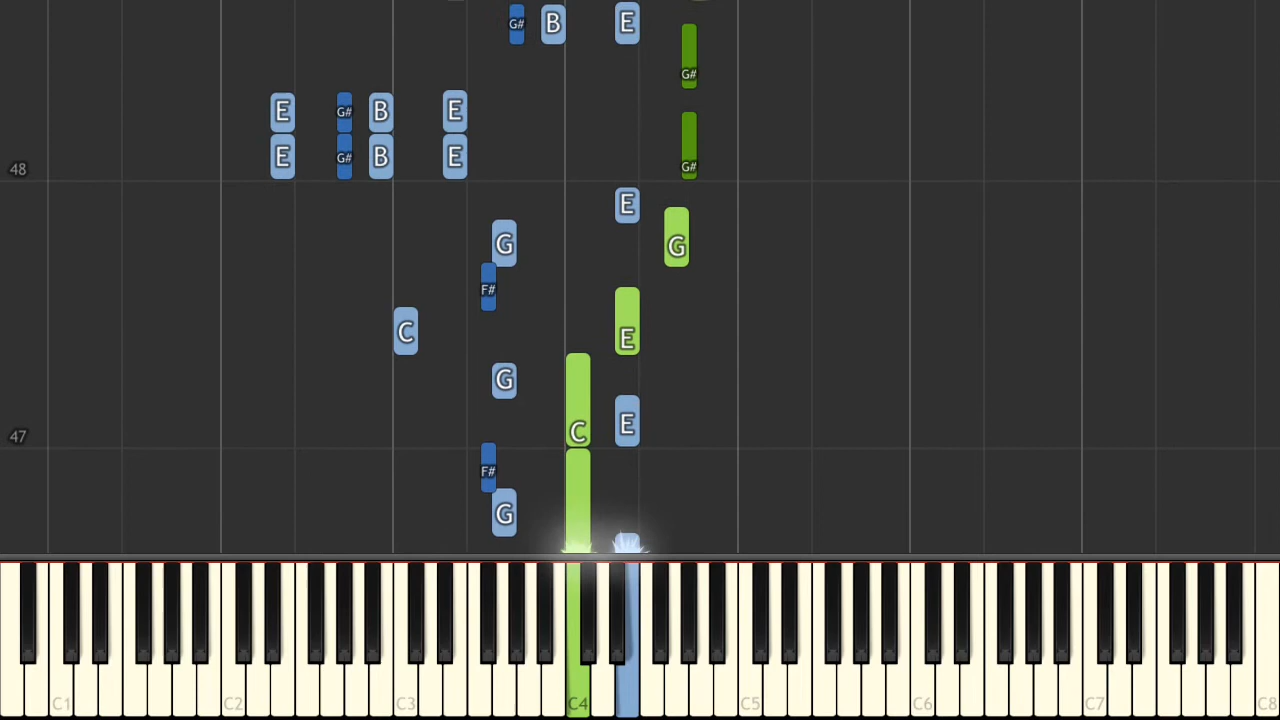 G# B E
G#
E G# B E
E G# B E
G#
48
E
G G
F#
C E
G
E
C
47
F#
G
C1 C2 C3 C4 C5 C6 C7 C8